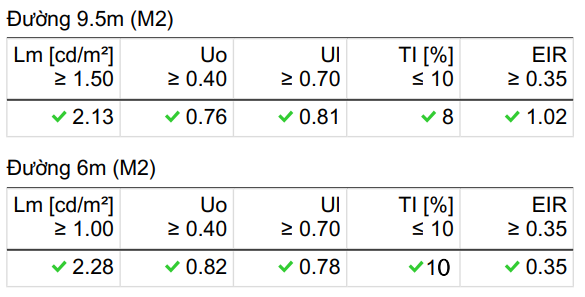 Đường 9.5m (M2)
Lm [cd/m²] Uo Ul TI [%] EIR
≥ 1.50 ≥ 0.40 ≥ 0.70 ≤ 10 ≥ 0.35
✓ 2.13 ✓ 0.76 ✓ 0.81 ✓ 8 ✓ 1.02
Đường 6m (M2)
Lm [cd/m²] Uo Ul TI [%] EIR
≥ 1.00 ≥ 0.40 ≥ 0.70 ≤ 10 ≥ 0.35
✓ 2.28 ✓ 0.82 ✓ 0.78 ✓ 10 ✓ 0.35